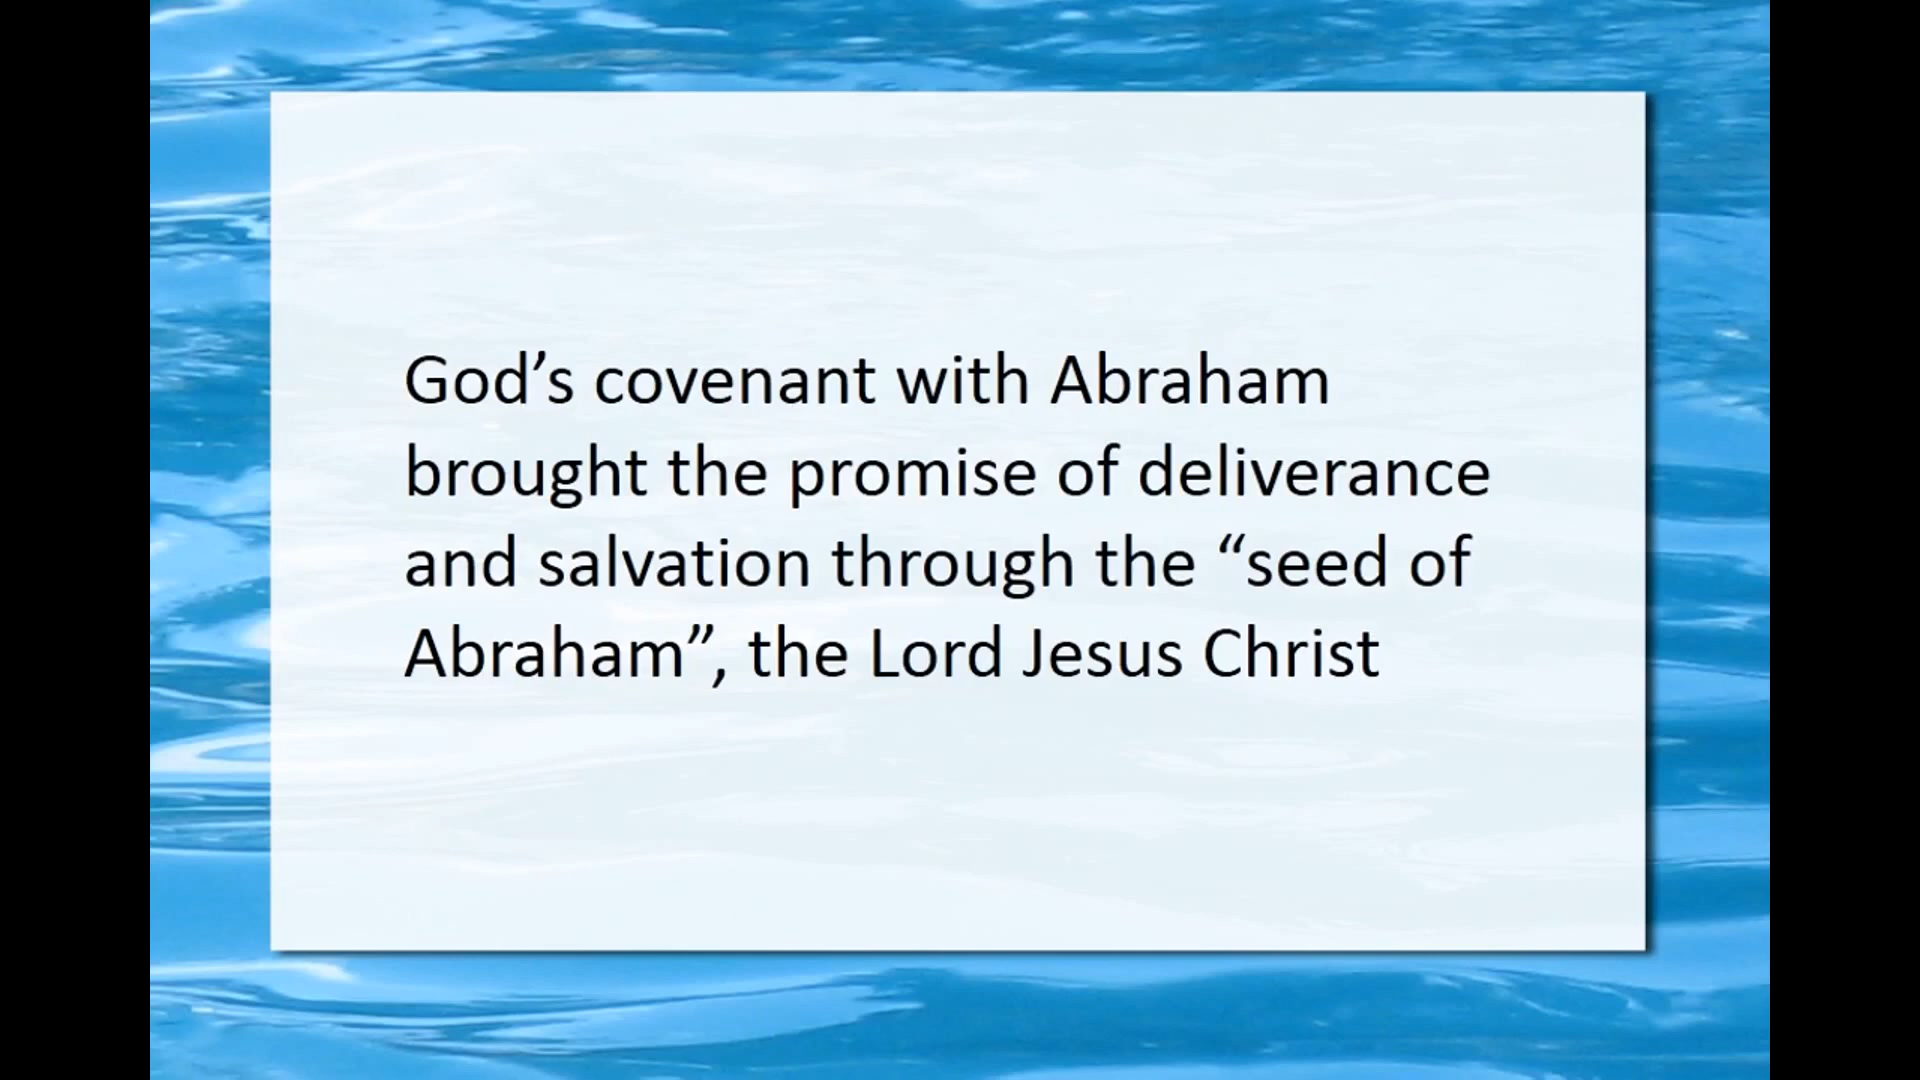 God’s covenant with Abraham
brought the promise of deliverance
and salvation through the “seed of
Abraham”, the Lord Jesus Christ